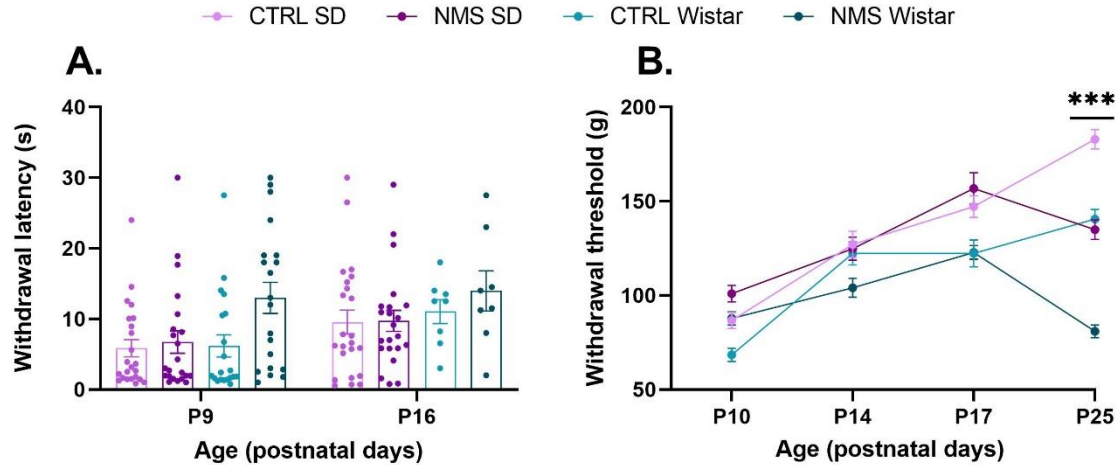 CTRL SD NMS SD CTRL Wistar NMS Wistar
A.
Withdrawal latency (s)
40
30
20
10
0
P9 P16
Age (postnatal days)
B.
Withdrawal threshold (g)
200
150
100
50
***
P10 P14 P17 P25
Age (postnatal days)